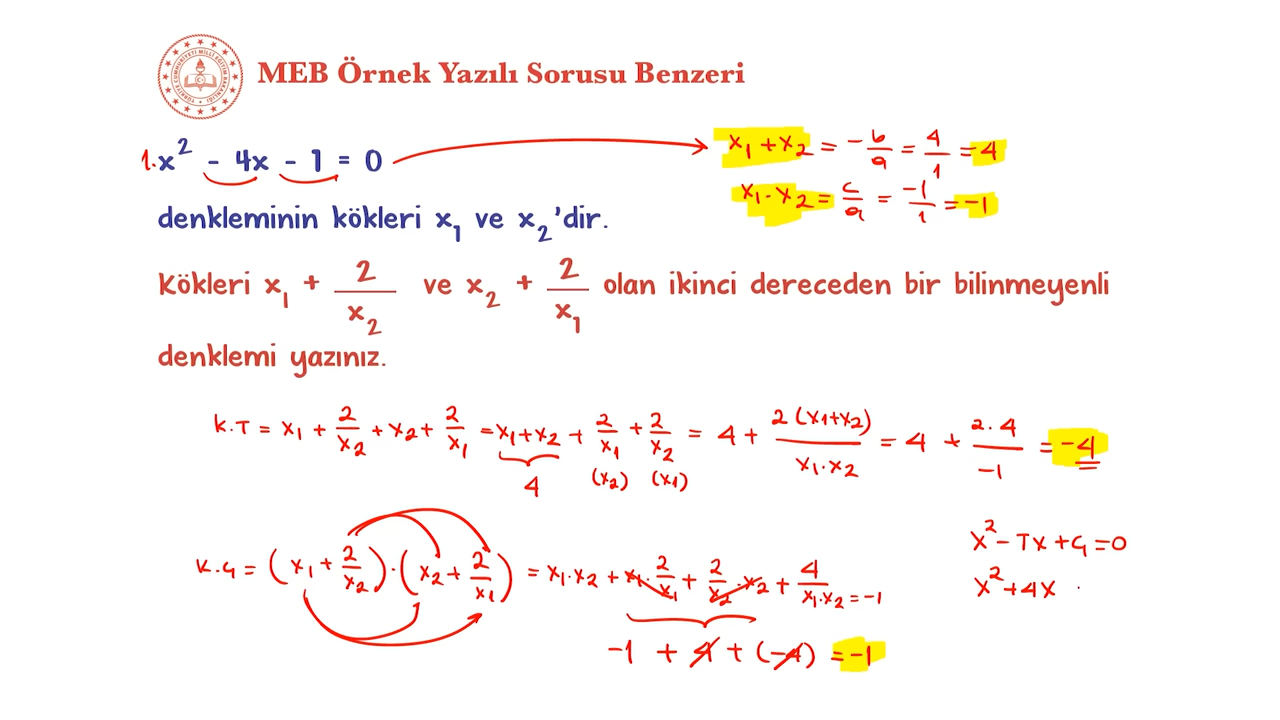 MEB Örnek Yazılı Sorusu Benzeri
1. x² - 4x - 1 = 0
x₁ + x₂ = -b/a = 4/1 = 4
x₁ · x₂ = c/a = -1/1 = -1
denkleminin kökleri x₁ ve x₂'dir.
Kökleri x₁ + 2/x₂ ve x₂ + 2/x₁ olan ikinci dereceden bir bilinmeyenli
denklemi yazınız.
K.T = x₁ + 2/x₂ + x₂ + 2/x₁ = x₁ + x₂ + 2/x₁ + 2/x₂ = 4 + 2(x₁+x₂)/x₁·x₂ = 4 + 2·4/-1 = -4
4 (x₂) (x₁)
K.Ç = (x₁ + 2/x₂) · (x₂ + 2/x₁) = x₁·x₂ + x₁·2/x₁ + 2/x₂·x₂ + 4/x₁·x₂ = -1
-1 + 4 + (-4) = -1
x² - Tx + Ç = 0
x² + 4x